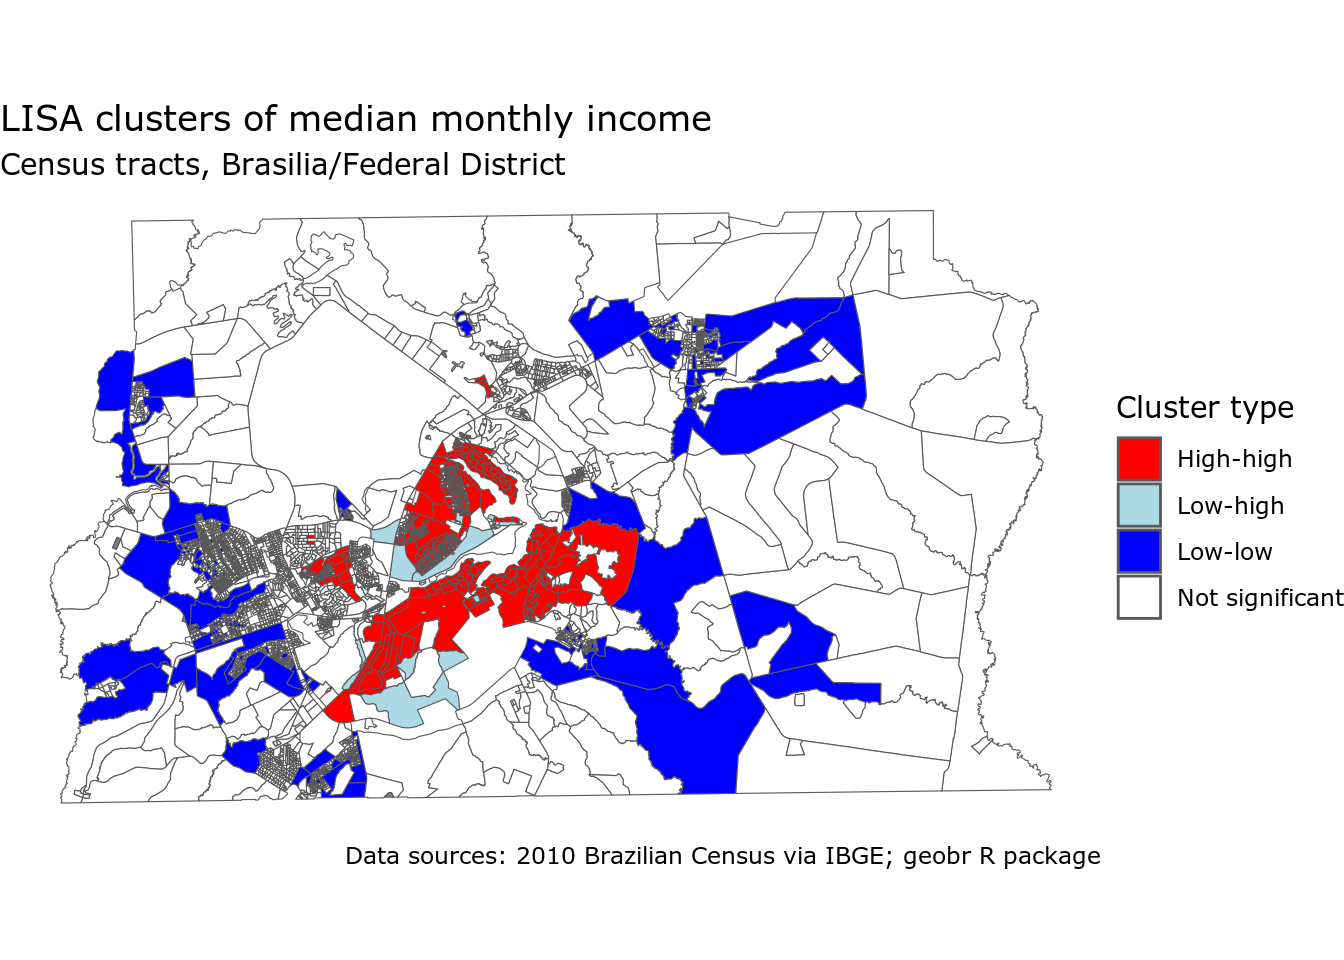 LISA clusters of median monthly income
Census tracts, Brasilia/Federal District
Cluster type
High-high
Low-high
Low-low
Not significant
Data sources: 2010 Brazilian Census via IBGE; geobr R package